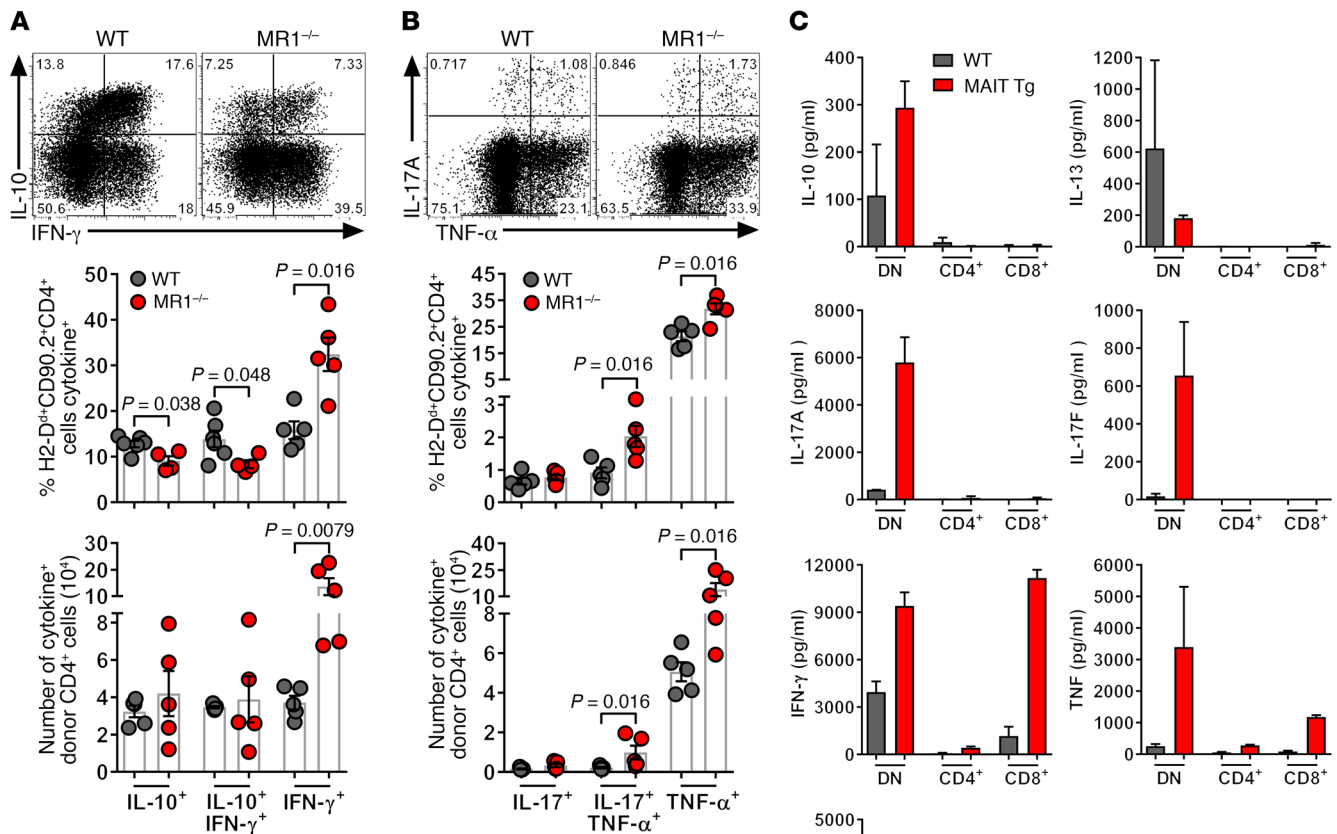 A
WT
MR1⁻/⁻
13.8
17.6
7.25
7.33
50.6
18
45.9
39.5
IL-10
IFN-γ
WT
MR1⁻/⁻
P = 0.016
P = 0.048
P = 0.038
% H2-Dᵈ⁺CD90.2⁺CD4⁺
cells cytokine⁺
50
40
30
20
10
0
P = 0.0079
Number of cytokine⁺
donor CD4⁺ cells (10⁴)
30
20
10
8
6
4
2
0
IL-10⁺
IL-10⁺
IFN-γ⁺
IFN-γ⁺
B
WT
MR1⁻/⁻
0.717
1.08
0.846
1.73
75.1
23.1
63.5
33.9
IL-17A
TNF-α
WT
MR1⁻/⁻
P = 0.016
P = 0.016
% H2-Dᵈ⁺CD90.2⁺CD4⁺
cells cytokine⁺
45
35
25
15
5
3
2
1
0
P = 0.016
P = 0.016
Number of cytokine⁺
donor CD4⁺ cells (10⁴)
30
20
10
8
6
4
2
0
IL-17⁺
IL-17⁺
TNF-α⁺
TNF-α⁺
C
WT
MAIT Tg
IL-10 (pg/ml)
400
300
200
100
0
DN
CD4⁺
CD8⁺
IL-13 (pg/ml)
1200
1000
800
600
400
200
0
DN
CD4⁺
CD8⁺
IL-17A (pg/ml)
8000
6000
4000
2000
0
DN
CD4⁺
CD8⁺
IL-17F (pg/ml )
1000
800
600
400
200
0
DN
CD4⁺
CD8⁺
IFN-γ (pg/ml)
12000
9000
6000
3000
0
DN
CD4⁺
CD8⁺
TNF (pg/ml)
6000
5000
4000
3000
2000
1000
0
DN
CD4⁺
CD8⁺
5000